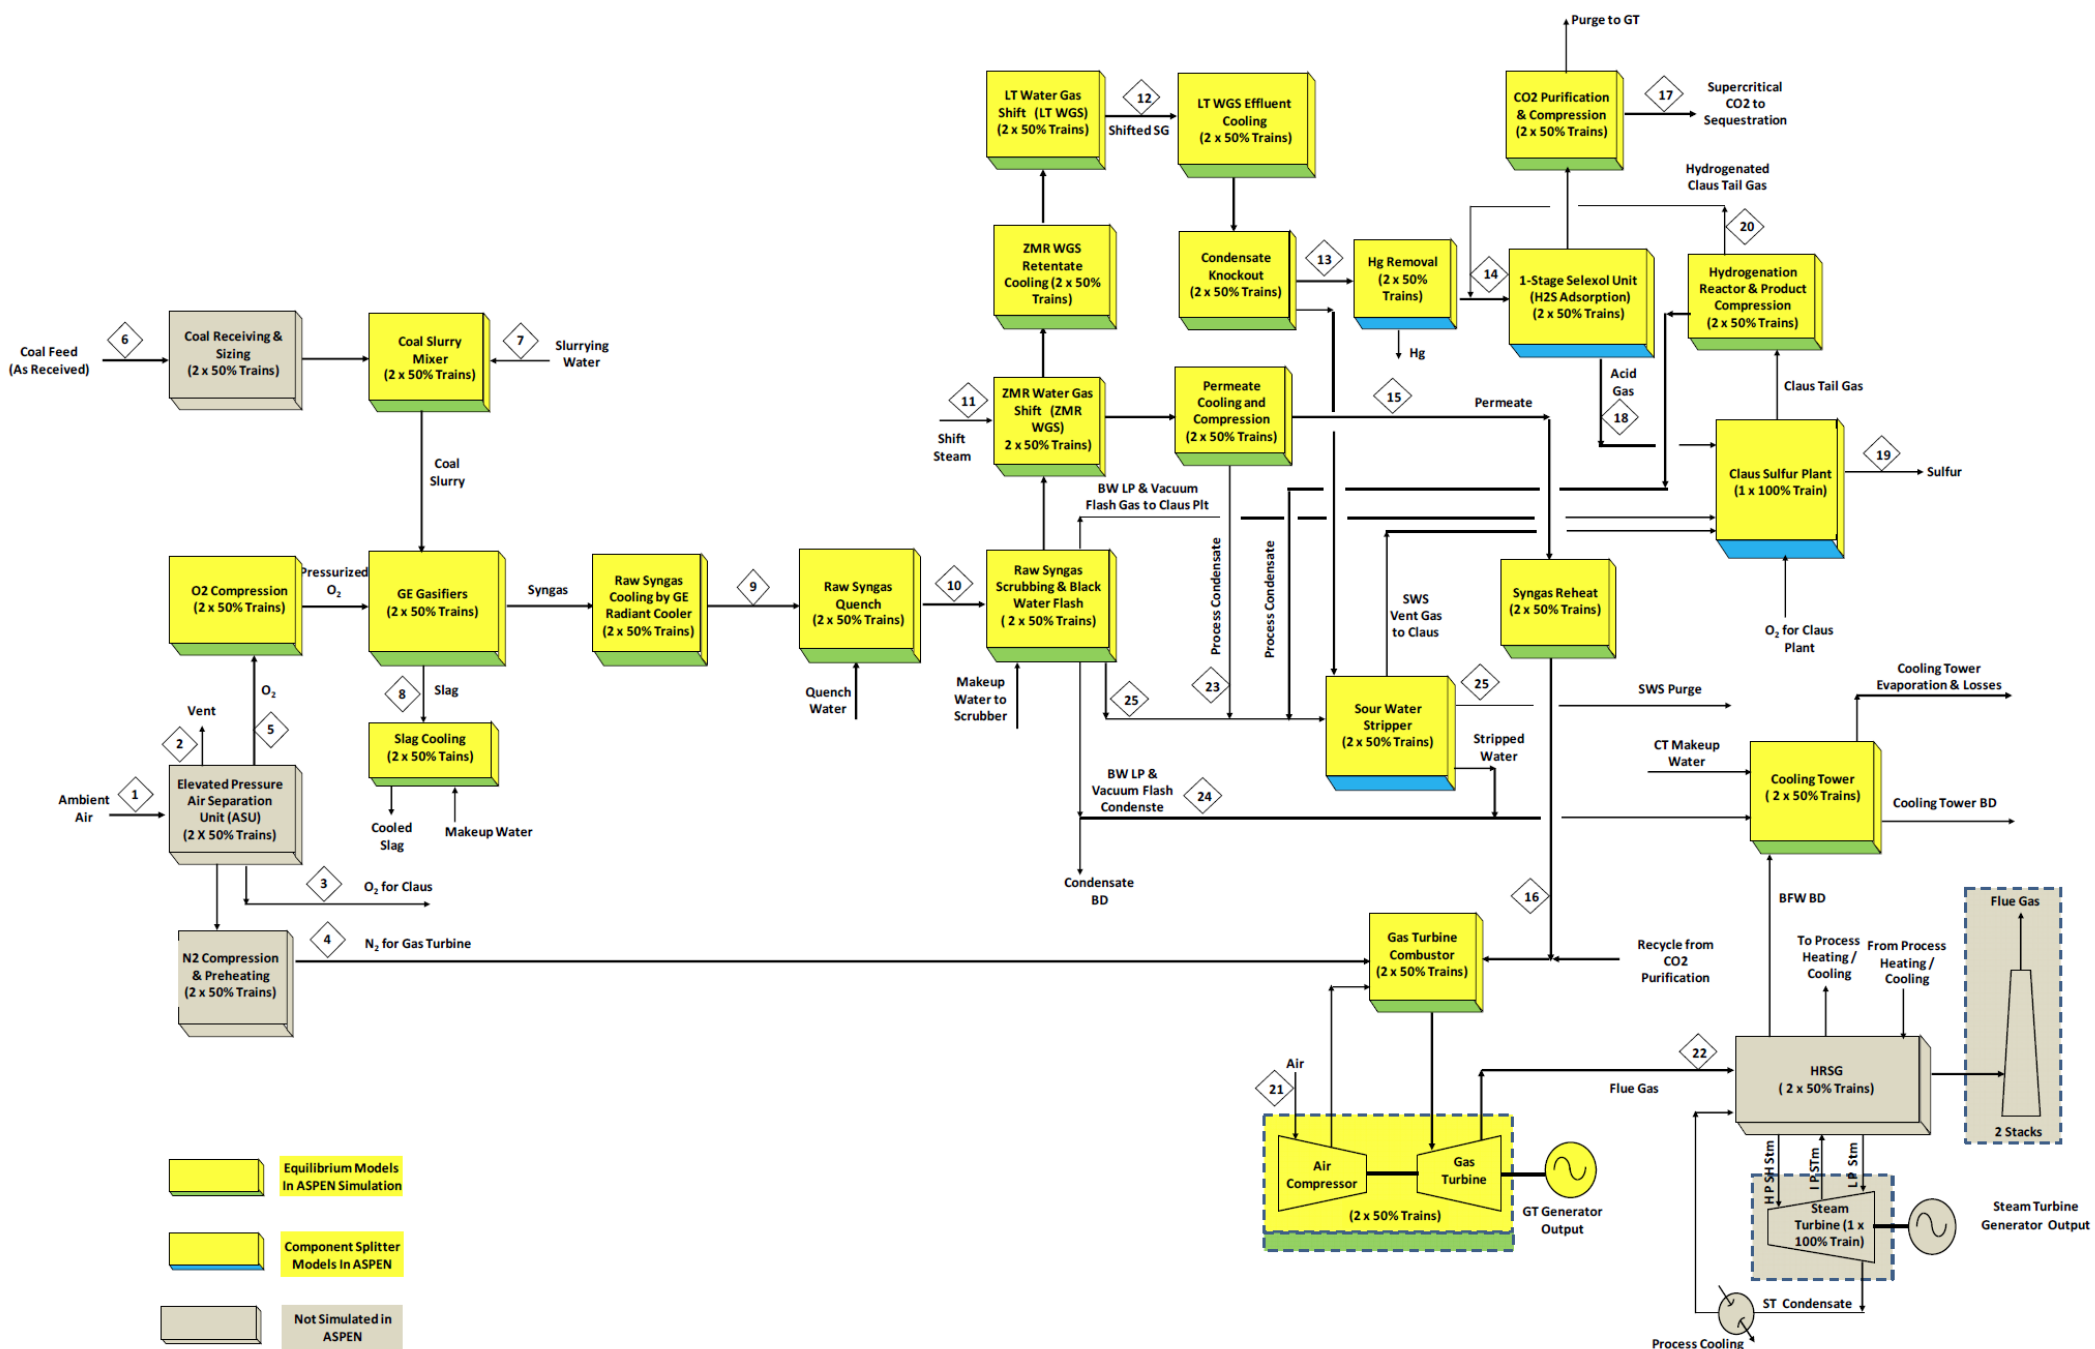 Purge to GT
LT Water Gas
Shift (LT WGS)
(2 x 50% Trains)
12
Shifted SG
LT WGS Effluent
Cooling
(2 x 50% Trains)
CO2 Purification
& Compression
(2 x 50% Trains)
17
Supercritical
CO2 to
Sequestration
Hydrogenated
Claus Tail Gas
20
ZMR WGS
Retentate
Cooling (2 x 50%
Trains)
Condensate
Knockout
(2 x 50% Trains)
13
Hg Removal
(2 x 50%
Trains)
Hg
14
1-Stage Selexol Unit
(H2S Adsorption)
(2 x 50% Trains)
Hydrogenation
Reactor & Product
Compression
(2 x 50% Trains)
Coal Feed
(As Received)
6
Coal Receiving &
Sizing
(2 x 50% Trains)
Coal Slurry
Mixer
(2 x 50% Trains)
7
Slurrying
Water
11
Shift
Steam
ZMR Water Gas
Shift (ZMR
WGS)
2 x 50% Trains)
Permeate
Cooling and
Compression
(2 x 50% Trains)
15
Permeate
Acid
Gas
18
Claus Tail Gas
Claus Sulfur Plant
(1 x 100% Train)
19
Sulfur
O2 for Claus
Plant
Coal
Slurry
BW LP & Vacuum
Flash Gas to Claus Plt
O2 Compression
(2 x 50% Trains)
Pressurized
O2
GE Gasifiers
(2 x 50% Trains)
Syngas
Raw Syngas
Cooling by GE
Radiant Cooler
(2 x 50% Trains)
9
Raw Syngas
Quench
(2 x 50% Trains)
10
Raw Syngas
Scrubbing & Black
Water Flash
( 2 x 50% Trains)
Process Condensate
Process Condensate
SWS
Vent Gas
to Claus
Syngas Reheat
(2 x 50% Trains)
O2
5
8
Slag
Quench
Water
Makeup
Water to
Scrubber
25
23
Sour Water
Stripper
(2 x 50% Trains)
25
SWS Purge
Stripped
Water
Cooling Tower
Evaporation & Losses
Vent
2
Ambient
Air
1
Elevated Pressure
Air Separation
Unit (ASU)
(2 X 50% Trains)
Slag Cooling
(2 x 50% Tains)
Cooled
Slag
Makeup Water
BW LP &
Vacuum Flash
Condenste
24
CT Makeup
Water
Cooling Tower
( 2 x 50% Trains)
Cooling Tower BD
3
O2 for Claus
Condensate
BD
16
BFW BD
N2 Compression
& Preheating
(2 x 50% Trains)
4
N2 for Gas Turbine
Gas Turbine
Combustor
(2 x 50% Trains)
Recycle from
CO2
Purification
To Process
Heating /
Cooling
From Process
Heating /
Cooling
Flue Gas
2 Stacks
Air
21
22
Flue Gas
HRSG
( 2 x 50% Trains)
Air
Compressor
Gas
Turbine
(2 x 50% Trains)
GT Generator
Output
HP SH Stm
IP STm
LP Stm
Steam
Turbine (1 x
100% Train)
Steam Turbine
Generator Output
ST Condensate
Process Cooling
Equilibrium Models
In ASPEN Simulation
Component Splitter
Models In ASPEN
Not Simulated in
ASPEN